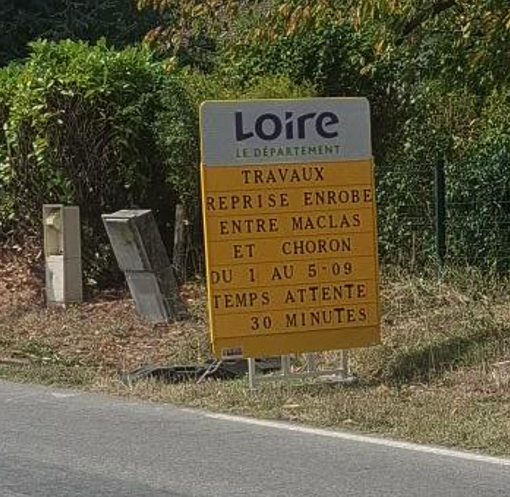 Loire
LE DÉPARTEMENT
TRAVAUX
REPRISE ENROBE
ENTRE MACLAS
ET CHORON
DU 1 AU 5-09
TEMPS ATTENTE
30 MINUTES